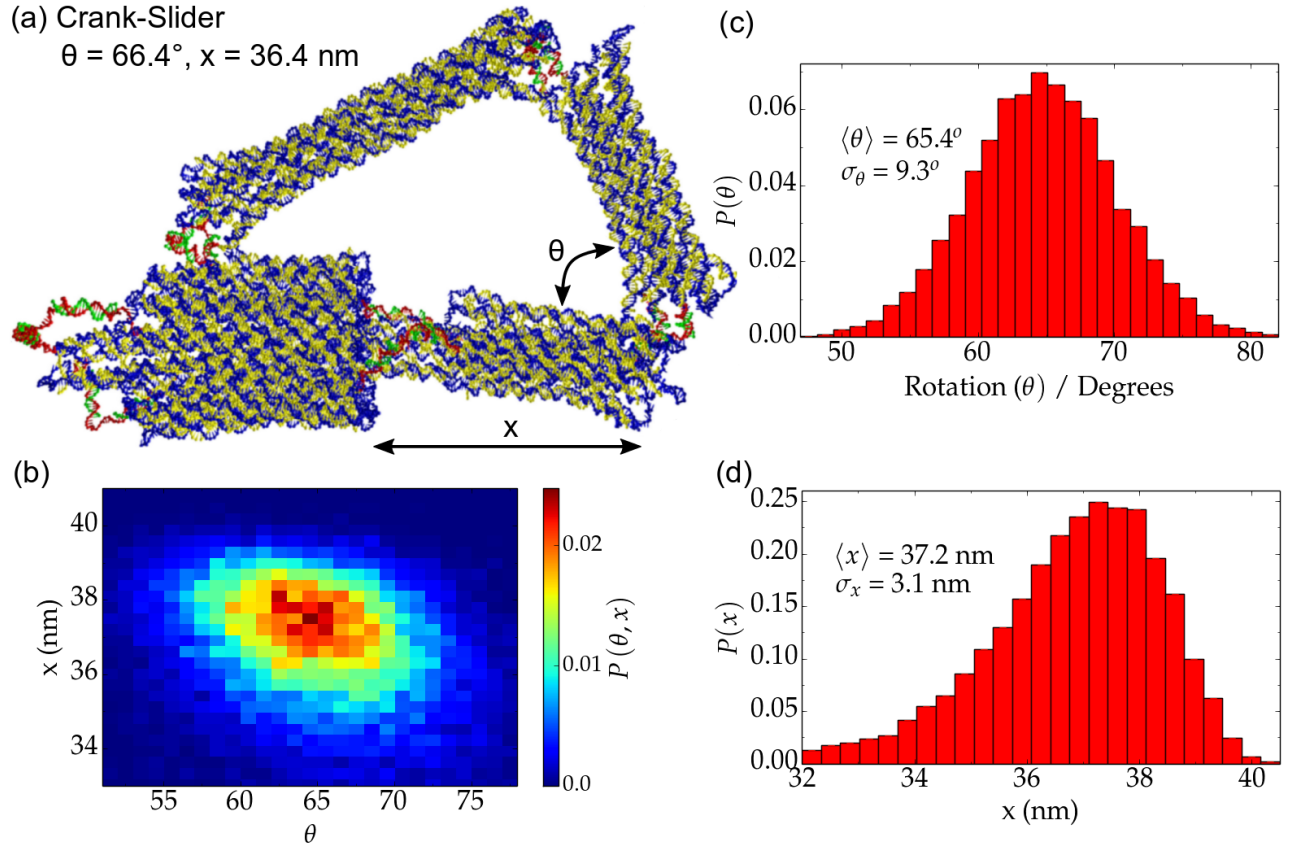 (a) Crank-Slider
θ = 66.4°, x = 36.4 nm
θ
x
(b)
x (nm)
40
38
36
34
55 60 65 70 75
θ
0.02
0.01
0.0
P(θ, x)
(c)
P(θ)
0.06
0.04
0.02
0.00
⟨θ⟩ = 65.4°
σ_θ = 9.3°
50 60 70 80
Rotation (θ) / Degrees
(d)
P(x)
0.25
0.20
0.15
0.10
0.05
0.00
⟨x⟩ = 37.2 nm
σ_x = 3.1 nm
32 34 36 38 40
x (nm)